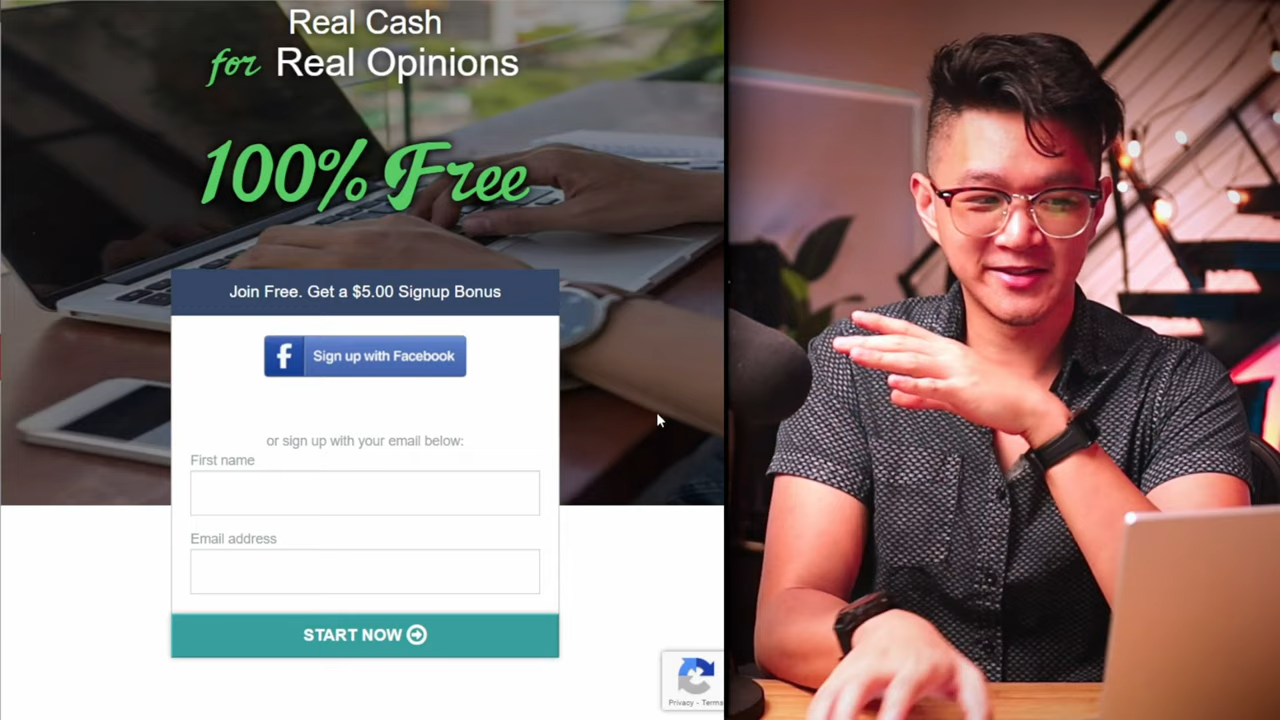 Real Cash
for Real Opinions
100% Free
Join Free. Get a $5.00 Signup Bonus
f Sign up with Facebook
or sign up with your email below:
First name
Email address
START NOW
Privacy - Terms